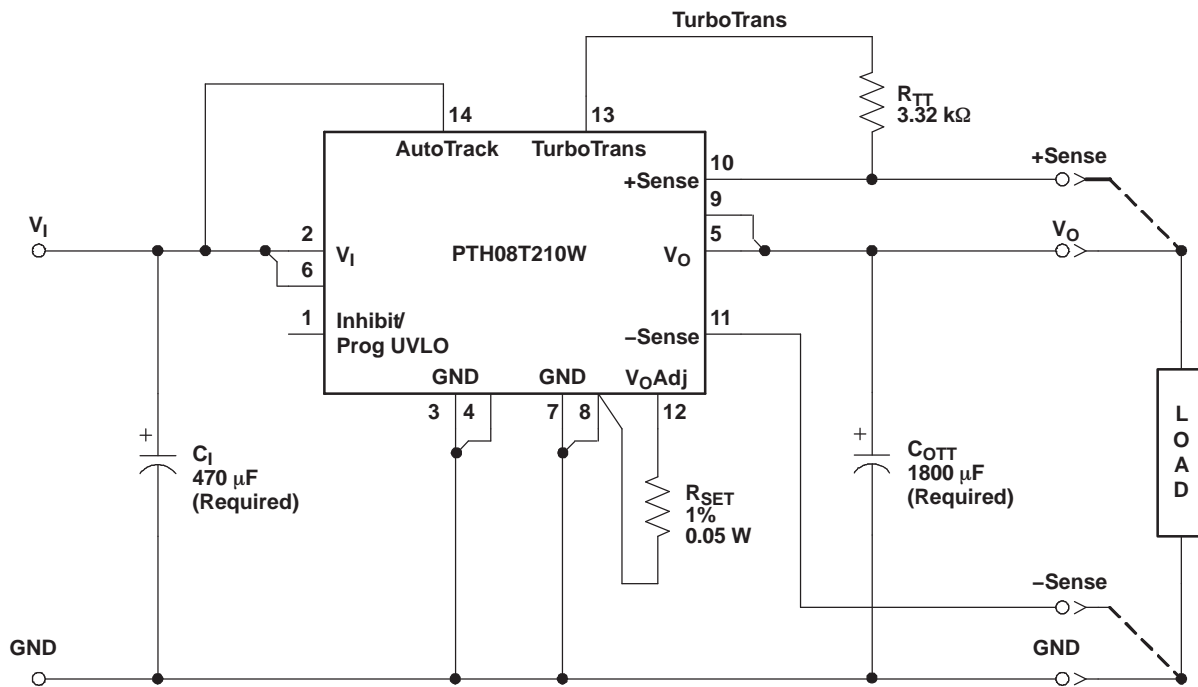 TurboTrans
RTT
3.32 kΩ
14
13
AutoTrack
TurboTrans
10
+Sense
+Sense
9
VI
2
VI
PTH08T210W
5
VO
VO
6
1
Inhibit/
Prog UVLO
11
–Sense
GND
GND
VOAdj
3
4
7
8
12
L
O
A
D
+
CI
470 μF
(Required)
RSET
1%
0.05 W
+
COTT
1800 μF
(Required)
–Sense
GND
GND